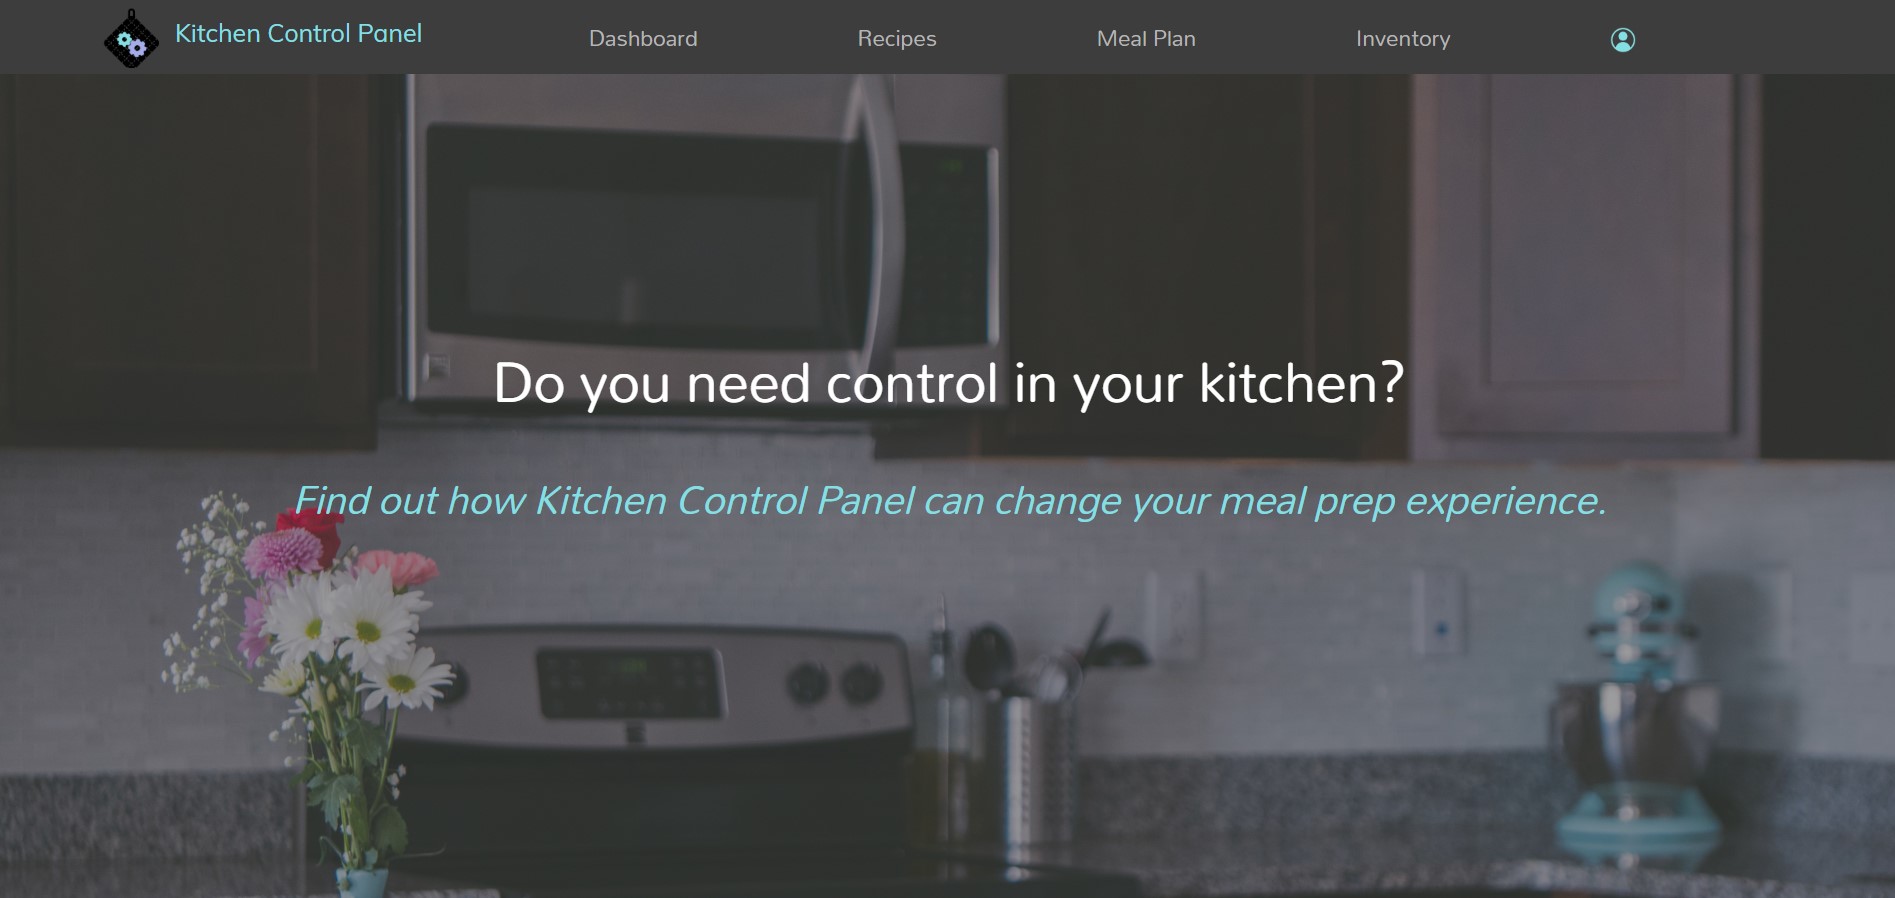 Kitchen Control Panel
Dashboard
Recipes
Meal Plan
Inventory
Do you need control in your kitchen?
Find out how Kitchen Control Panel can change your meal prep experience.